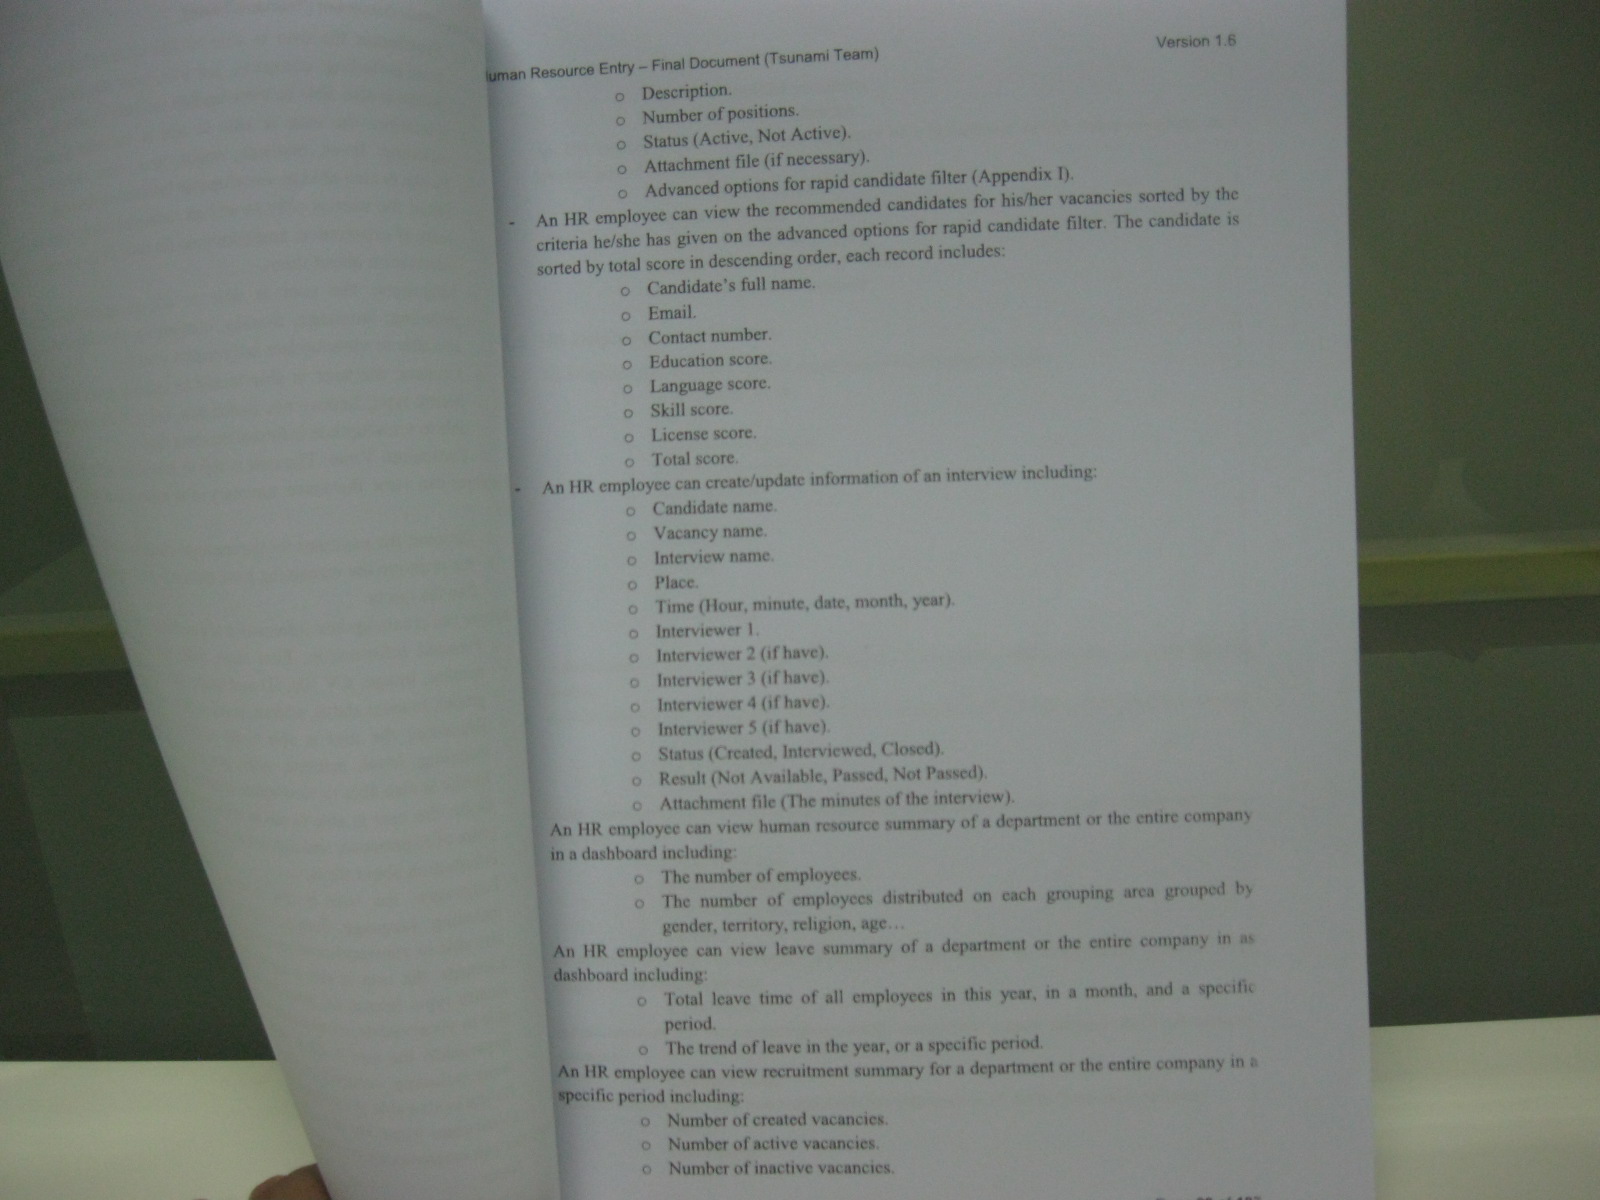 uman Resource Entry – Final Document (Tsunami Team)
Version 1.6
o Description.
o Number of positions.
o Status (Active, Not Active).
o Attachment file (if necessary).
o Advanced options for rapid candidate filter (Appendix I).
- An HR employee can view the recommended candidates for his/her vacancies sorted by the
criteria he/she has given on the advanced options for rapid candidate filter. The candidate is
sorted by total score in descending order, each record includes:
o Candidate's full name.
o Email.
o Contact number.
o Education score.
o Language score.
o Skill score.
o License score.
o Total score.
- An HR employee can create/update information of an interview including:
o Candidate name.
o Vacancy name.
o Interview name.
o Place.
o Time (Hour, minute, date, month, year).
o Interviewer 1.
o Interviewer 2 (if have).
o Interviewer 3 (if have).
o Interviewer 4 (if have).
o Interviewer 5 (if have).
o Status (Created, Interviewed, Closed).
o Result (Not Available, Passed, Not Passed).
o Attachment file (The minutes of the interview).
An HR employee can view human resource summary of a department or the entire company
in a dashboard including:
o The number of employees.
o The number of employees distributed on each grouping area grouped by
gender, territory, religion, age…
An HR employee can view leave summary of a department or the entire company in as
dashboard including:
o Total leave time of all employees in this year, in a month, and a specific
period.
o The trend of leave in the year, or a specific period.
An HR employee can view recruitment summary for a department or the entire company in a
specific period including:
o Number of created vacancies.
o Number of active vacancies.
o Number of inactive vacancies.